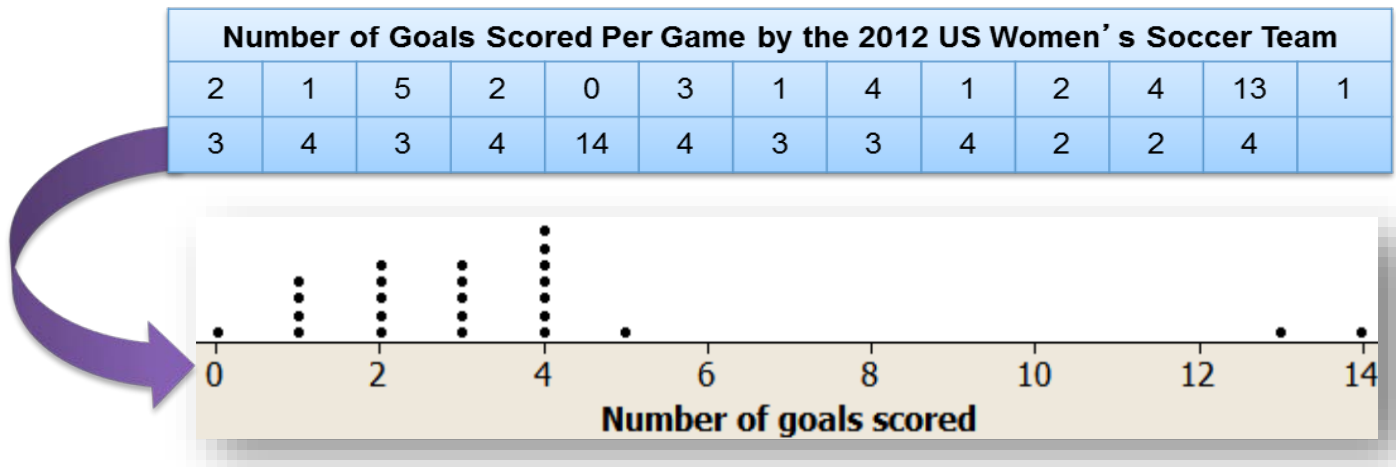 Number of Goals Scored Per Game by the 2012 US Women’s Soccer Team
2 1 5 2 0 3 1 4 1 2 4 13 1
3 4 3 4 14 4 3 3 4 2 2 4
0 2 4 6 8 10 12 14
Number of goals scored